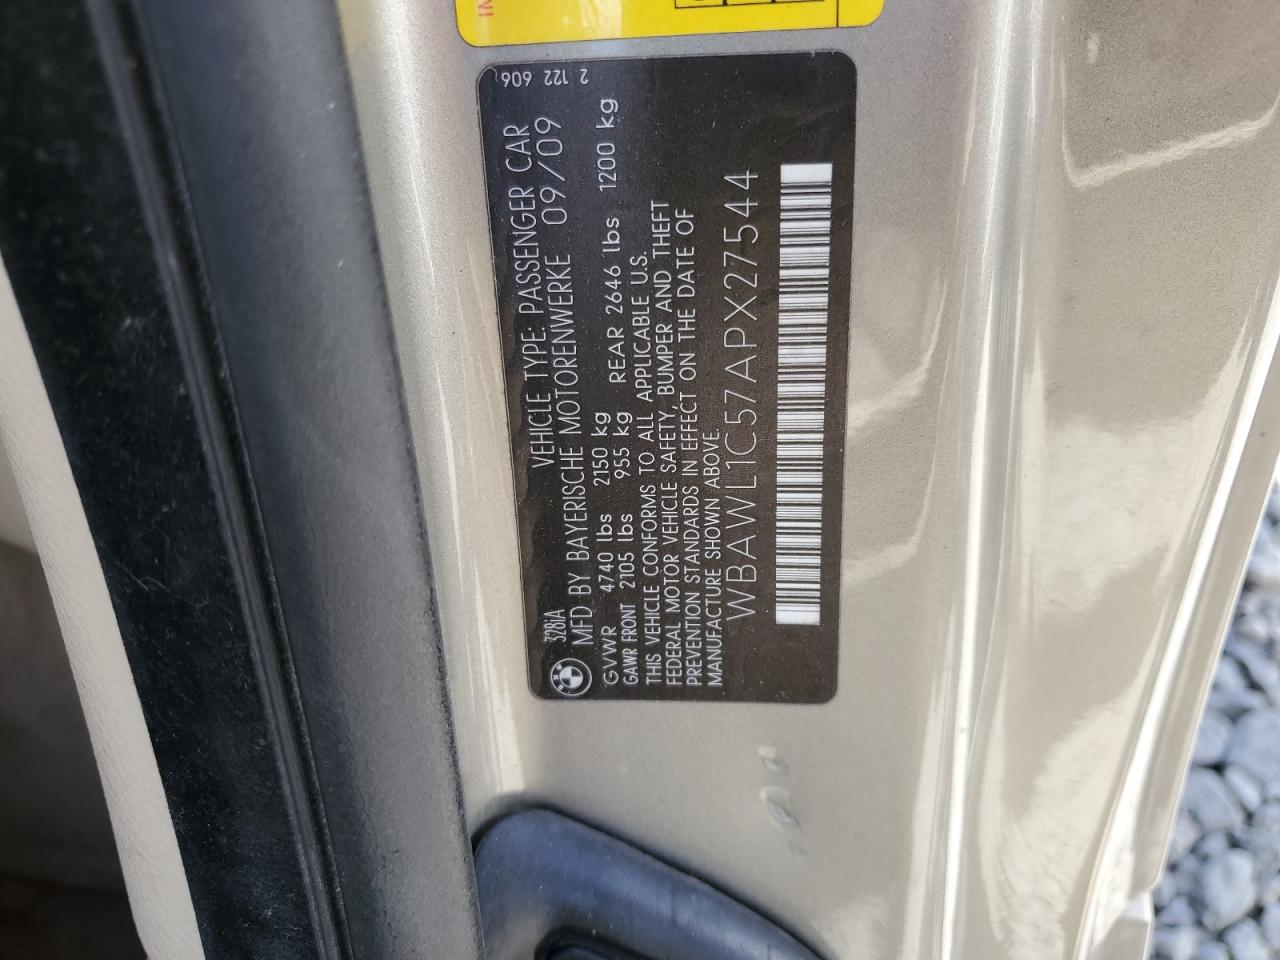 328iA VEHICLE TYPE: PASSENGER CAR
MFD BY BAYERISCHE MOTORENWERKE 09/09
GVWR 4740 lbs 2150 kg
GAWR FRONT 2105 lbs 955 kg REAR 2646 lbs 1200 kg
THIS VEHICLE CONFORMS TO ALL APPLICABLE U.S.
FEDERAL MOTOR VEHICLE SAFETY, BUMPER AND THEFT
PREVENTION STANDARDS IN EFFECT ON THE DATE OF
MANUFACTURE SHOWN ABOVE.
WBAWL1C57APX27544
2 122 606